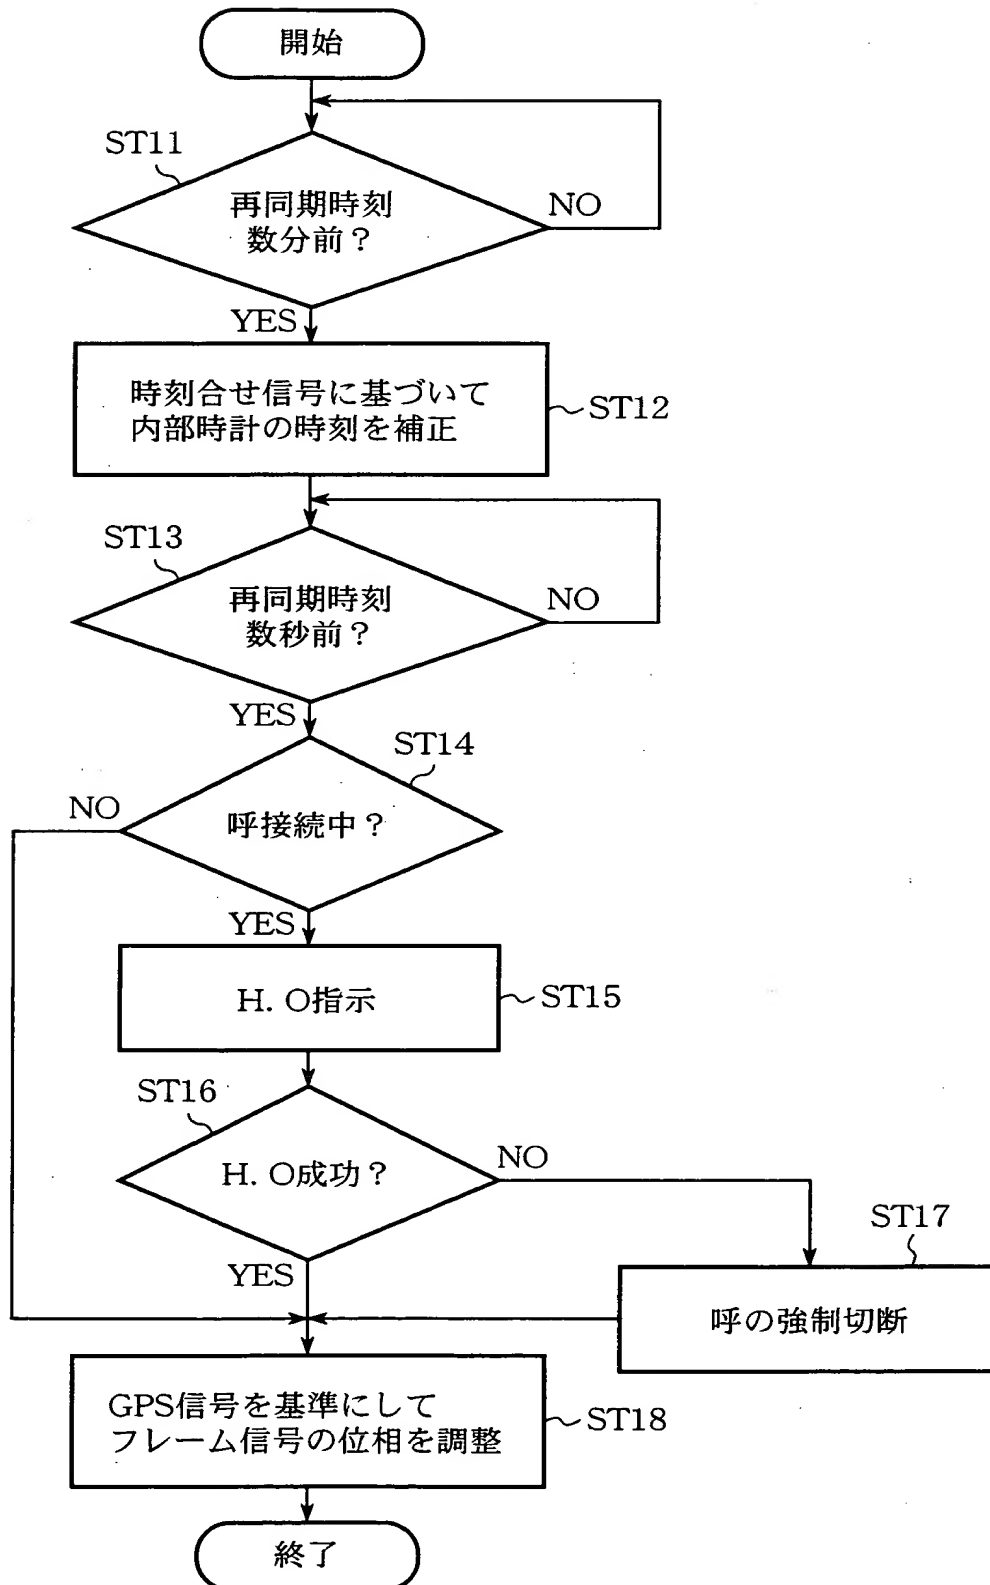 開始
ST11
再同期時刻
数分前？
NO
YES
時刻合せ信号に基づいて
内部時計の時刻を補正
ST12
ST13
再同期時刻
数秒前？
NO
YES
ST14
NO
呼接続中？
YES
H. O指示
ST15
ST16
H. O成功？
NO
YES
ST17
呼の強制切断
GPS信号を基準にして
フレーム信号の位相を調整
ST18
終了